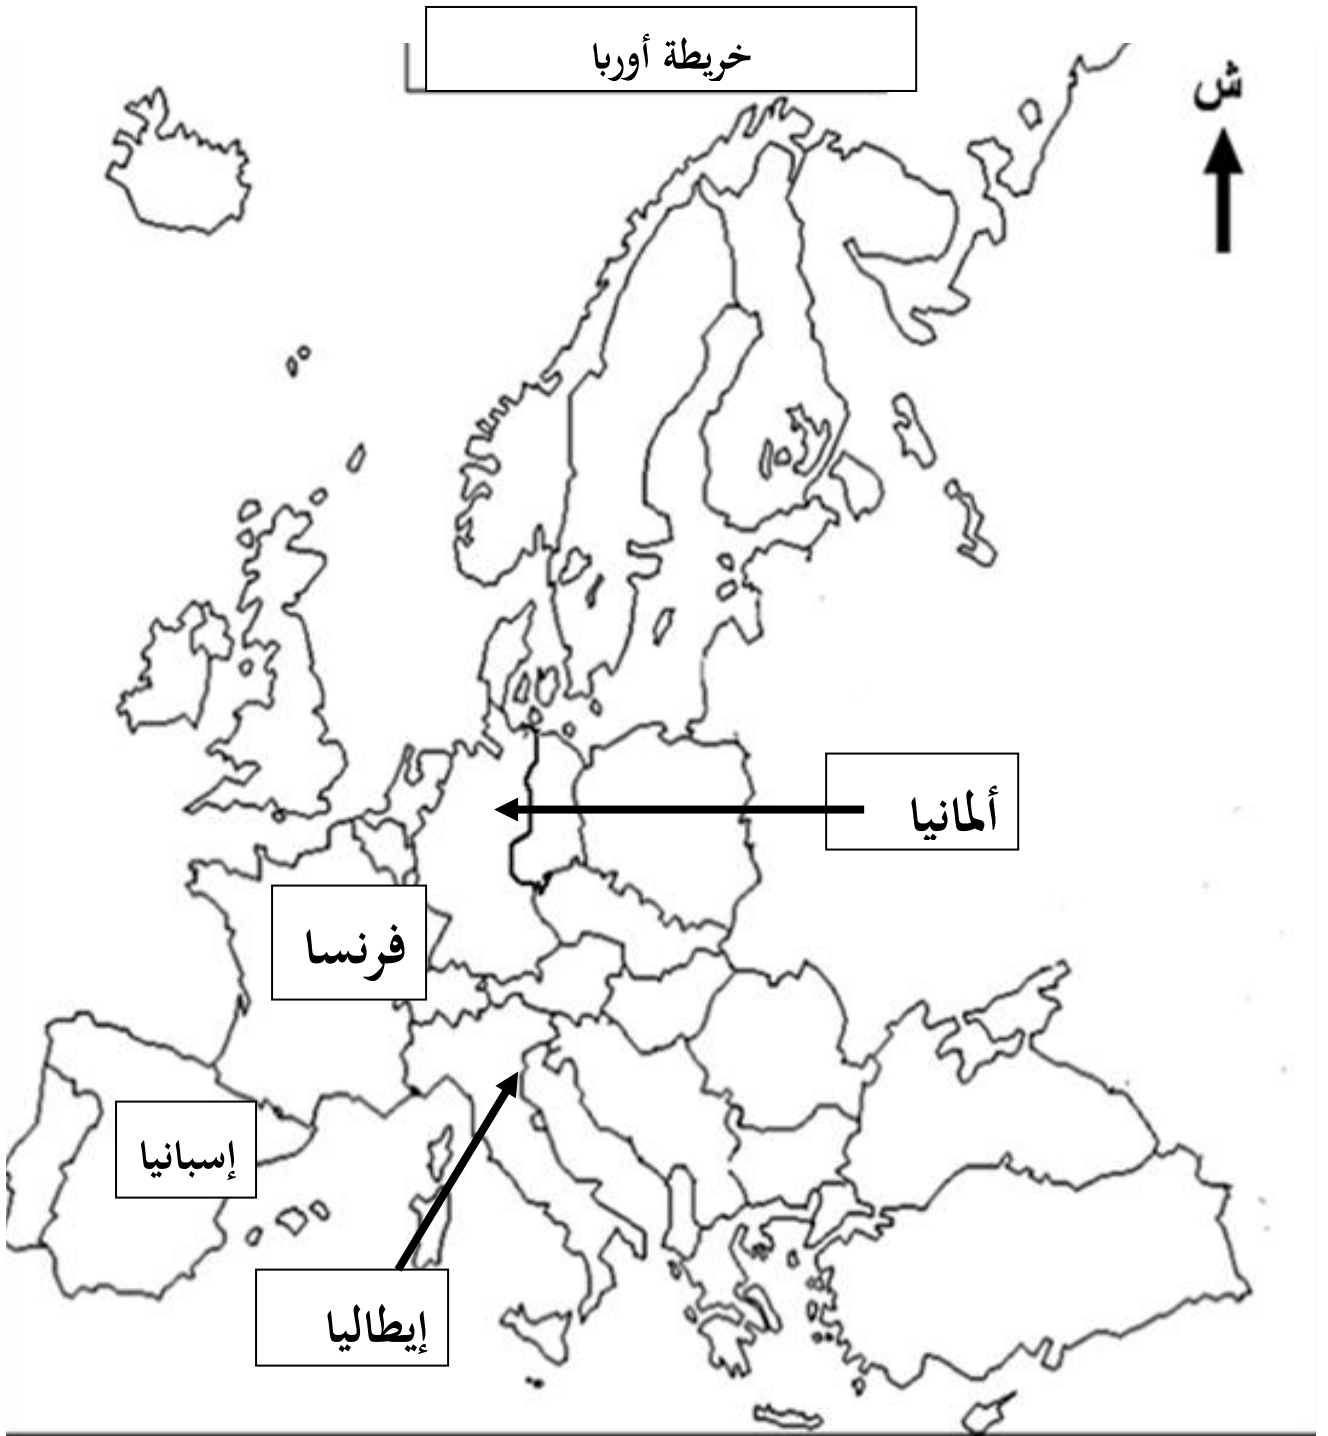 خريطة أوربا
ش
ألمانيا
فرنسا
إسبانيا
إيطاليا